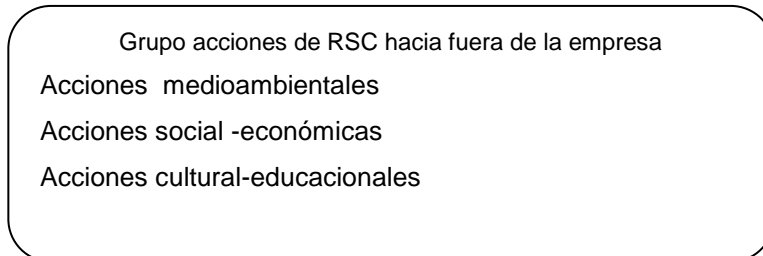 Grupo acciones de RSC hacia fuera de la empresa
Acciones medioambientales
Acciones social -económicas
Acciones cultural-educacionales